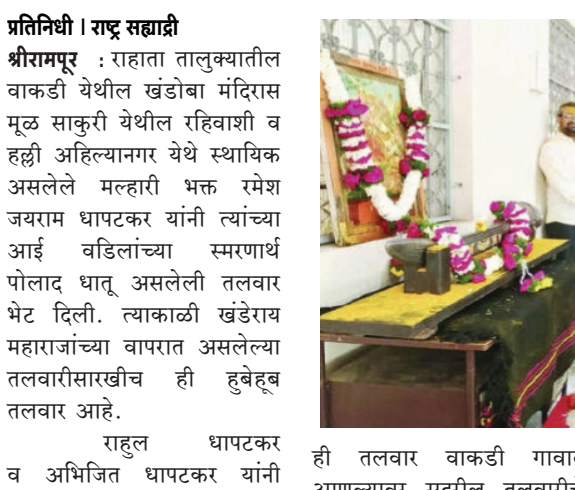 प्रतिनिधी । राष्ट्र सह्याद्री
श्रीरामपूर : राहाता तालुक्यातील
वाकडी येथील खंडोबा मंदिरास
मूळ साकुरी येथील रहिवाशी व
हल्ली अहिल्यानगर येथे स्थायिक
असलेले मल्हारी भक्त रमेश
जयराम धापटकर यांनी त्यांच्या
आई वडिलांच्या स्मरणार्थ
पोलाद धातू असलेली तलवार
भेट दिली. त्याकाळी खंडेराय
महाराजांच्या वापरात असलेल्या
तलवारीसारखीच ही हुबेहूब
तलवार आहे.
राहुल धापटकर
व अभिजित धापटकर यांनी
ही तलवार वाकडी